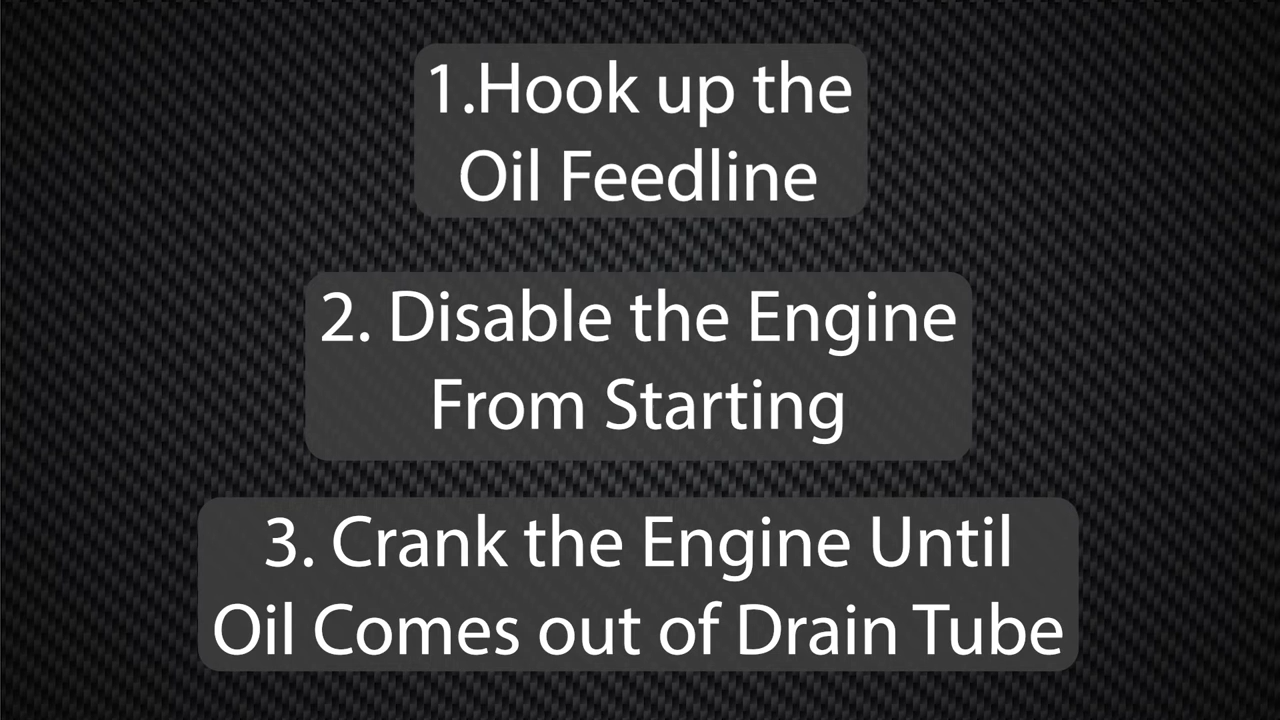 1.Hook up the
Oil Feedline
2. Disable the Engine
From Starting
3. Crank the Engine Until
Oil Comes out of Drain Tube